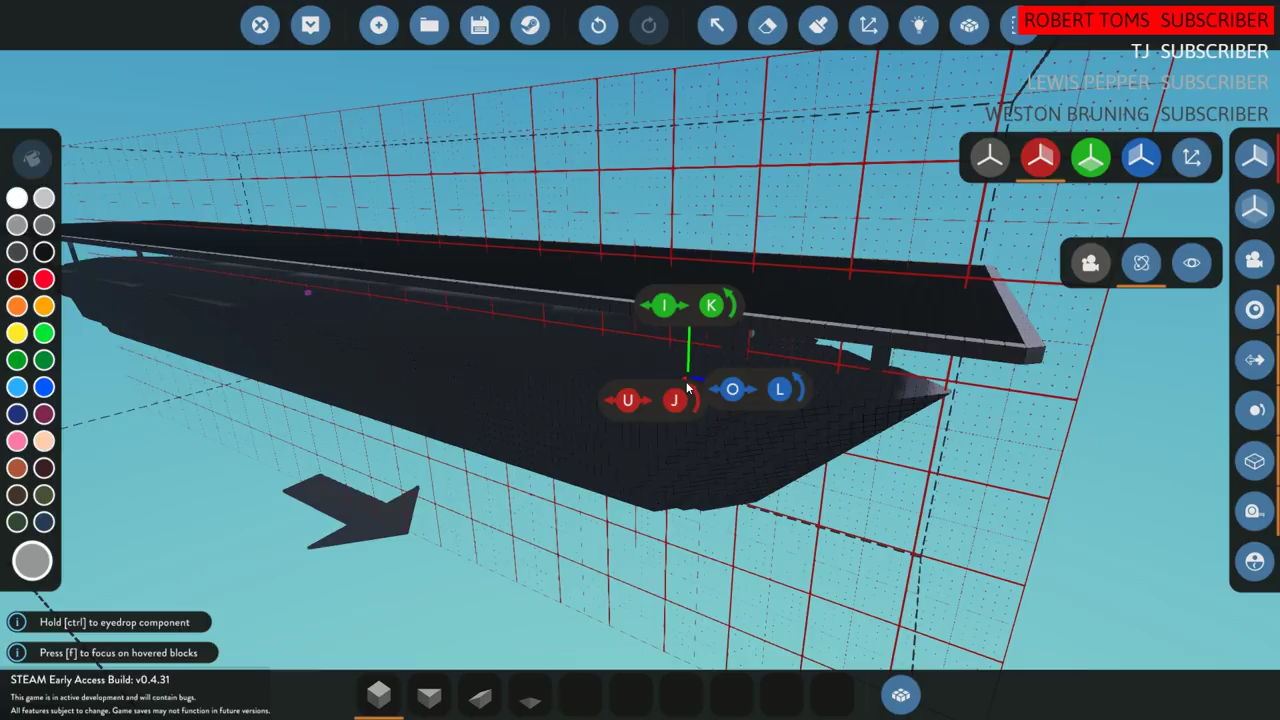 ROBERT TOMS SUBSCRIBER
TJ SUBSCRIBER
LEWIS PEPPER SUBSCRIBER
WESTON BRUNING SUBSCRIBER
I K
U J O L
Hold [ctrl] to eyedrop component
Press [f] to focus on hovered blocks
STEAM Early Access Build: v0.4.31
This game is in active development and will contain bugs.
All features subject to change. Game saves may not function in future versions.